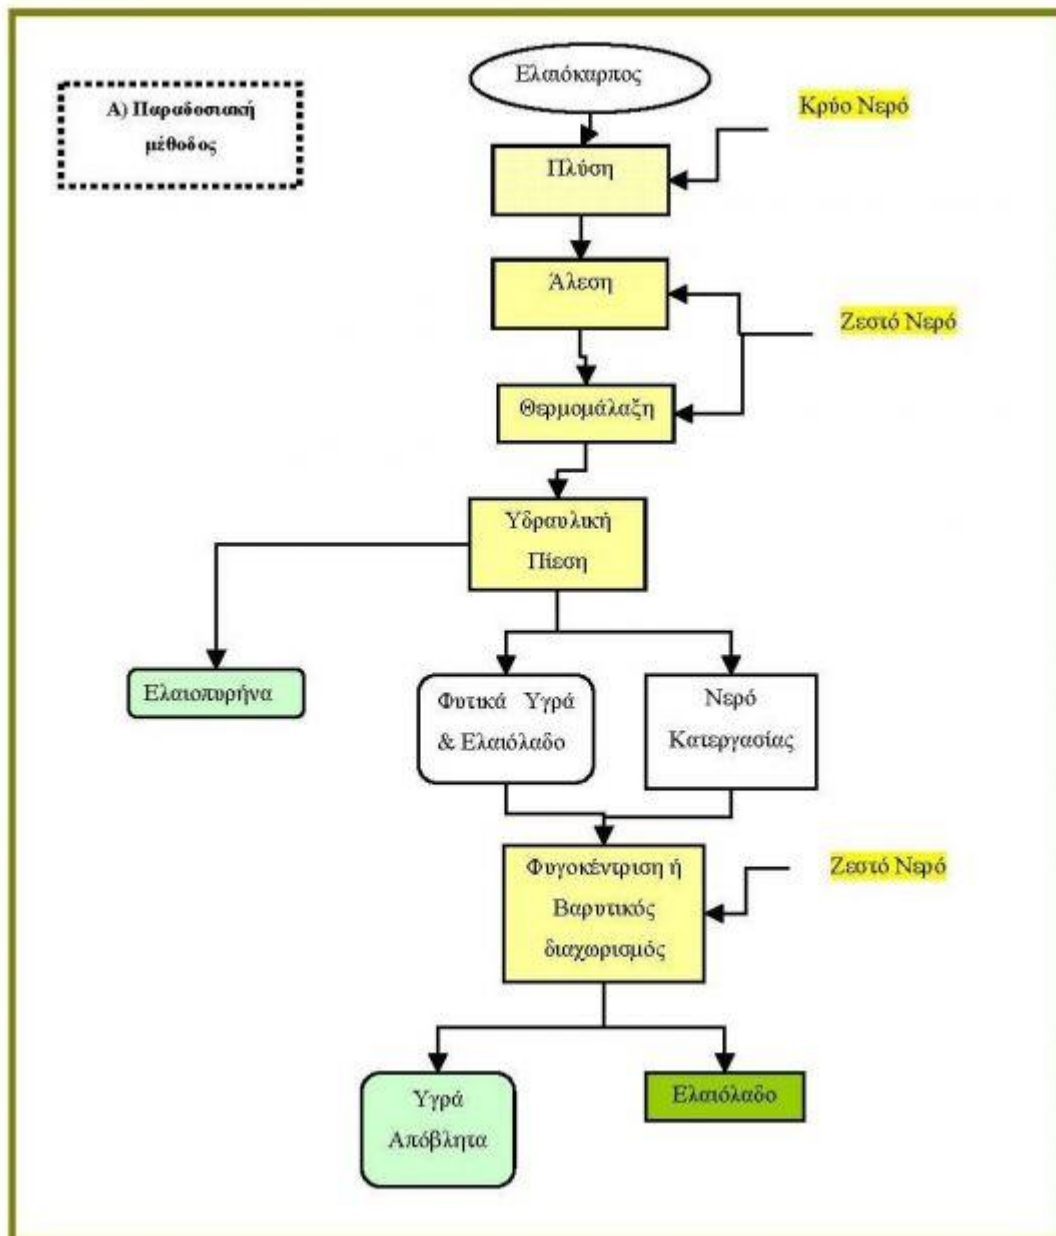 Ελαιόκαρπος
Α) Παραδοσιακή
μέθοδος
Κρύο Νερό
Πλύση
Άλεση
Ζεστό Νερό
Θερμομάλαξη
Υδραυλική
Πίεση
Ελαιοπυρήνα
Φυτικά Υγρά
& Ελαιόλαδο
Νερό
Κατεργασίας
Φυγοκέντριση ή
Βαρυτικός
διαχωρισμός
Ζεστό Νερό
Υγρά
Απόβλητα
Ελαιόλαδο